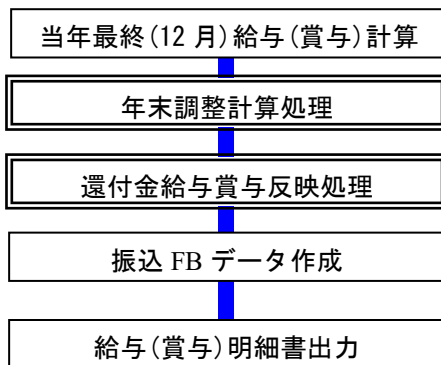 当年最終(12月)給与(賞与)計算
年末調整計算処理
還付金給与賞与反映処理
振込 FB データ作成
給与(賞与)明細書出力